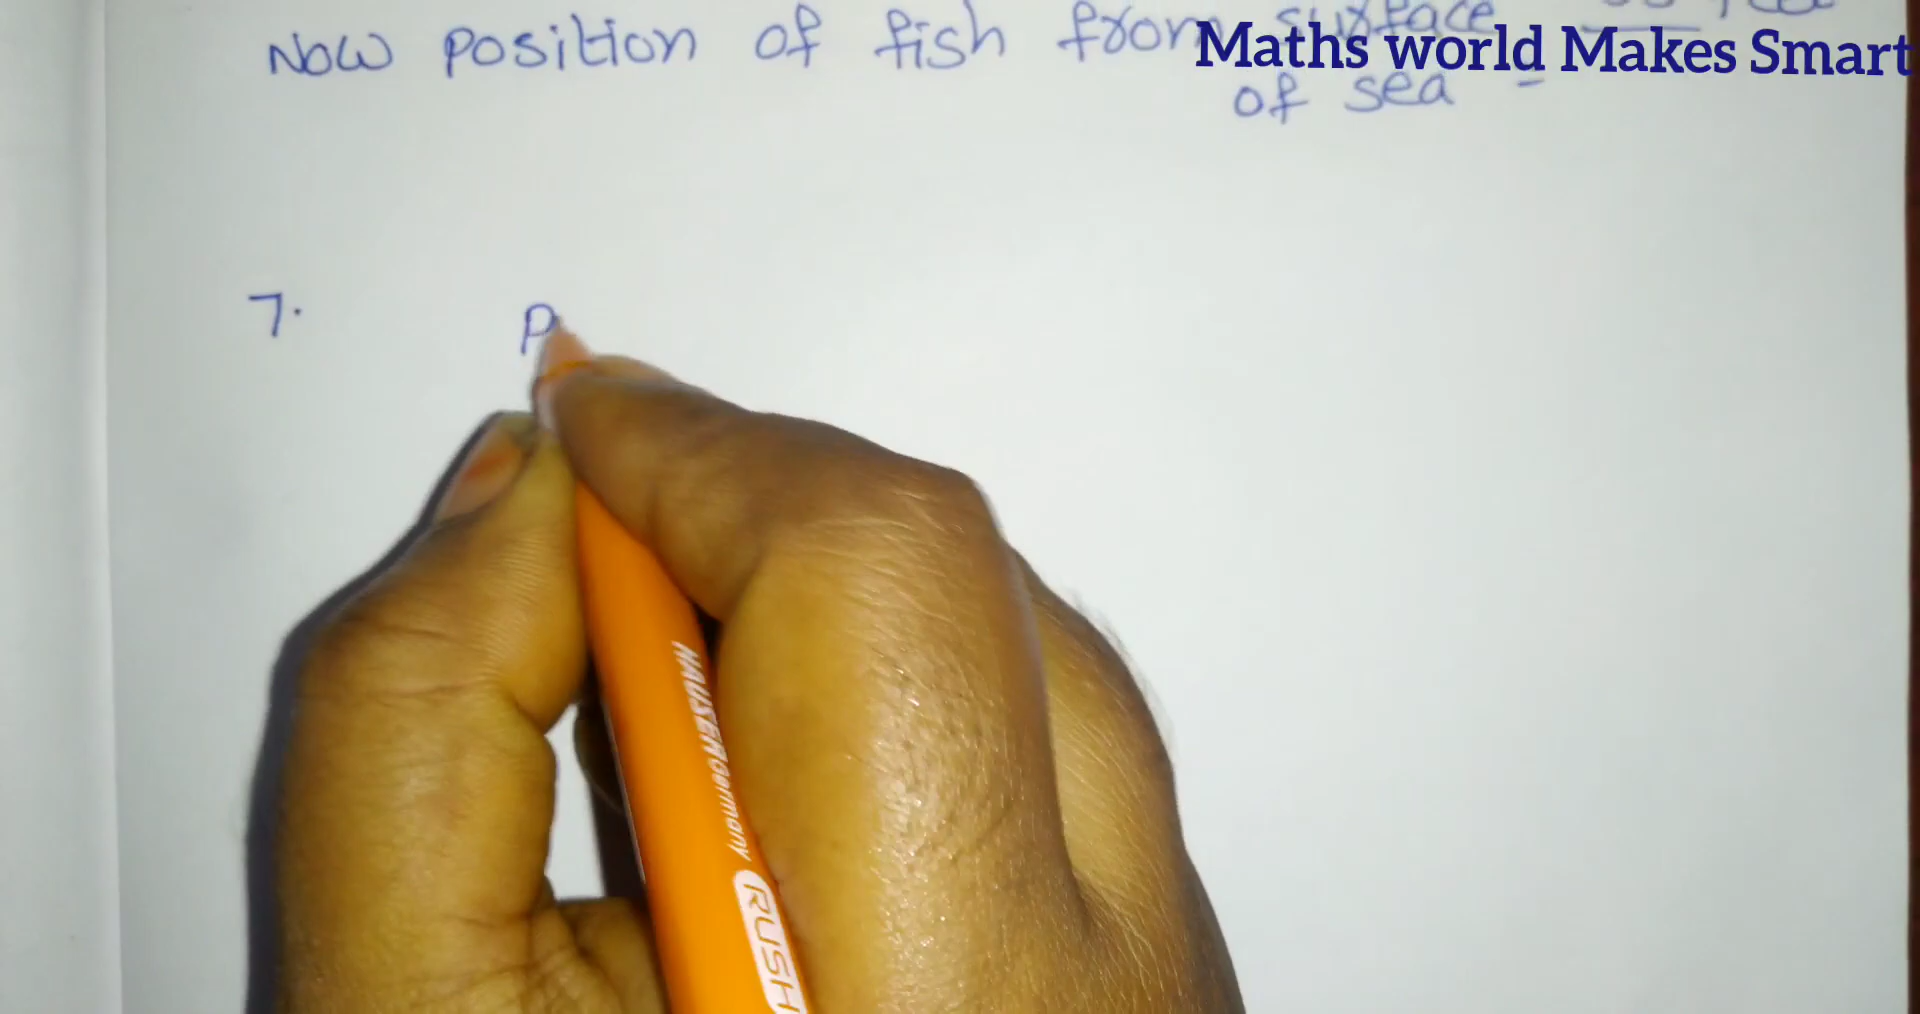 Now position of fish from surface
of sea =
Maths world Makes Smart
7.
P
HAUSER Germany
RUSH